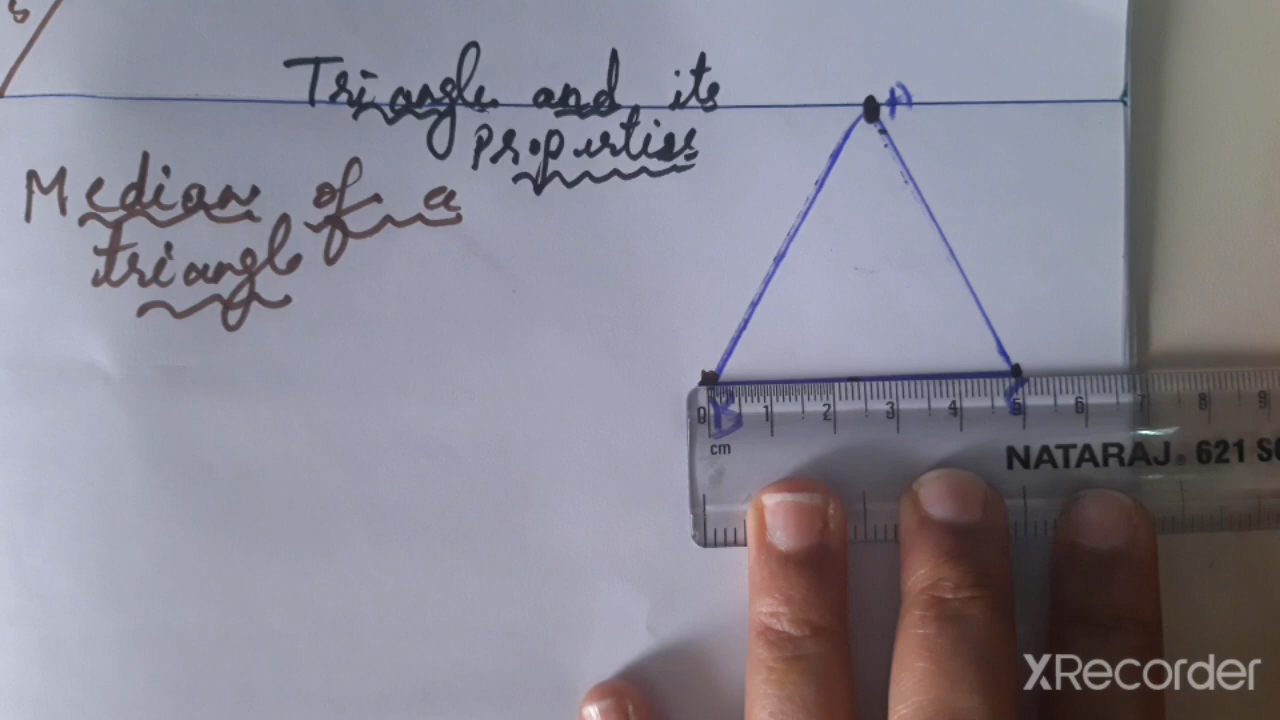 Triangle and its
properties
Median of a
triangle
A
B
C
0 1 2 3 4 5 6 7 8 9
cm
NATARAJ® 621
XRecorder